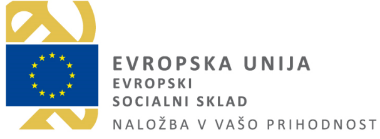 EVROPSKA UNIJA
EVROPSKI
SOCIALNI SKLAD
NALOŽBA V VAŠO PRIHODNOST